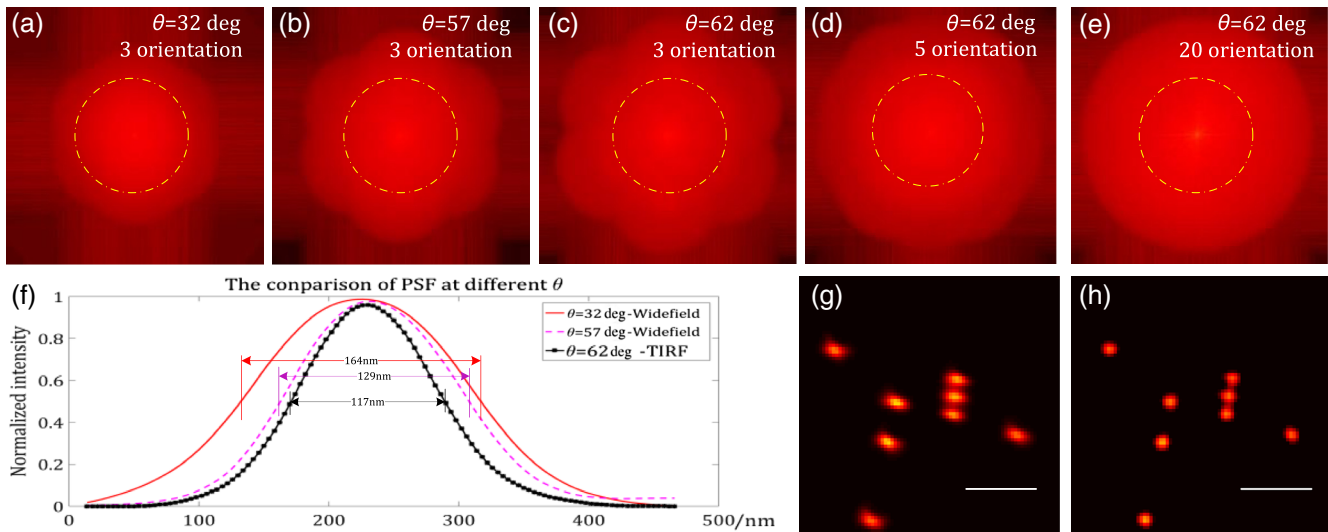 (a) θ=32 deg
3 orientation
(b) θ=57 deg
3 orientation
(c) θ=62 deg
3 orientation
(d) θ=62 deg
5 orientation
(e) θ=62 deg
20 orientation
(f) The conparison of PSF at different θ
Normalized intensity
1
0.8
0.6
0.4
0.2
0
θ=32 deg-Widefield
θ=57 deg-Widefield
θ=62 deg -TIRF
164nm
129nm
117nm
0 100 200 300 400 500/nm
(g)
(h)